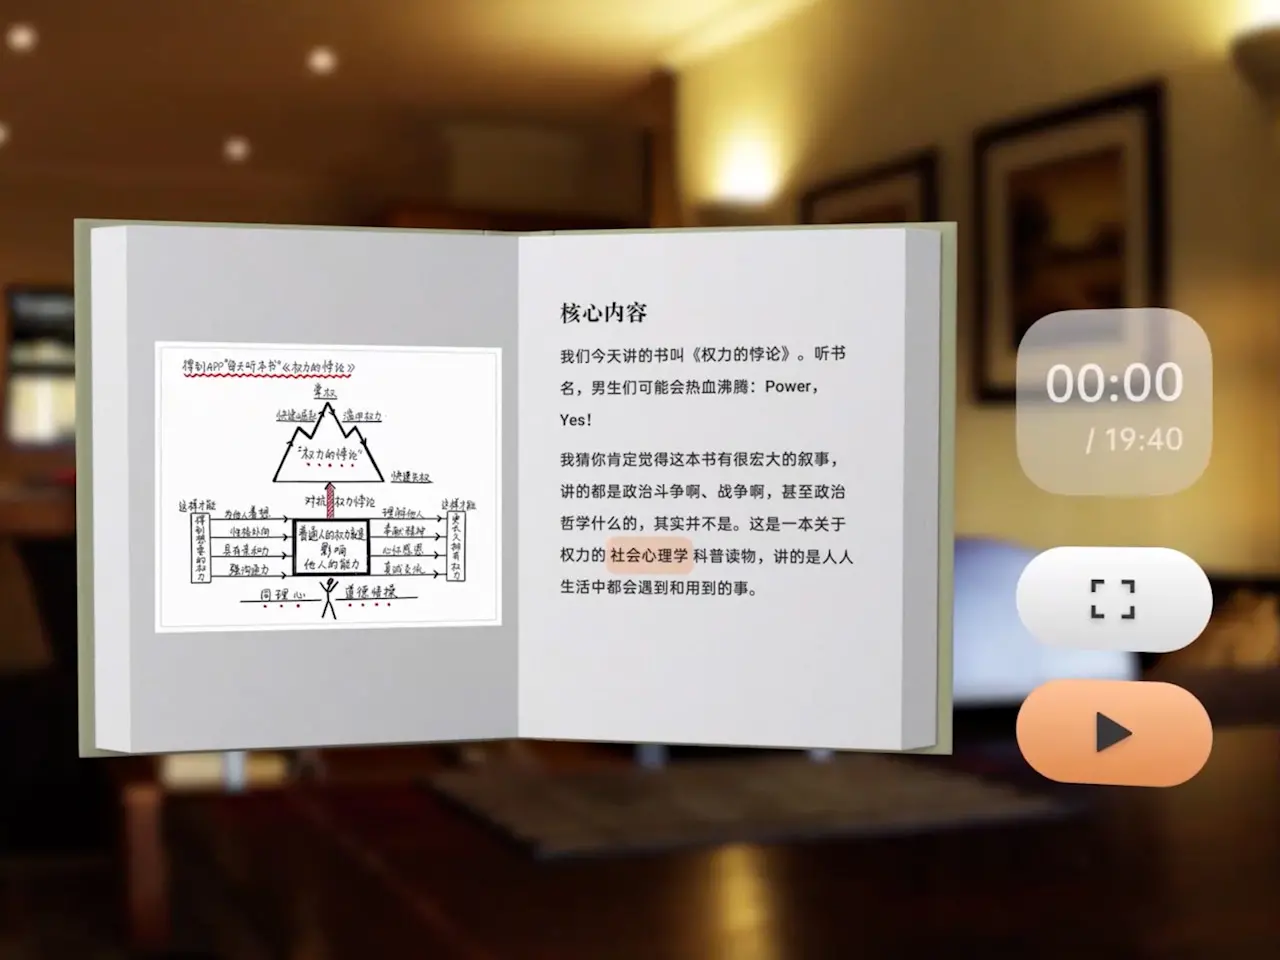 得到APP"每天听本书"《权力的悖论》
掌权
快速崛起 滥用权力
"权力的悖论"
快速失权
对抗 权力悖论
这样才能 这样才能
得到想要的权力
为他人着想
性格外向
具有亲和力
强沟通力
普通人的权力就是
影响
他人的能力
理解他人
奉献精神
心怀感恩
真诚交流
更长久拥有权力
同理心 道德情操
核心内容
我们今天讲的书叫《权力的悖论》。听书
名，男生们可能会热血沸腾：Power，
Yes！
我猜你肯定觉得这本书有很宏大的叙事，
讲的都是政治斗争啊、战争啊，甚至政治
哲学什么的，其实并不是。这是一本关于
权力的 社会心理学 科普读物，讲的是人人
生活中都会遇到和用到的事。
00:00
/ 19:40